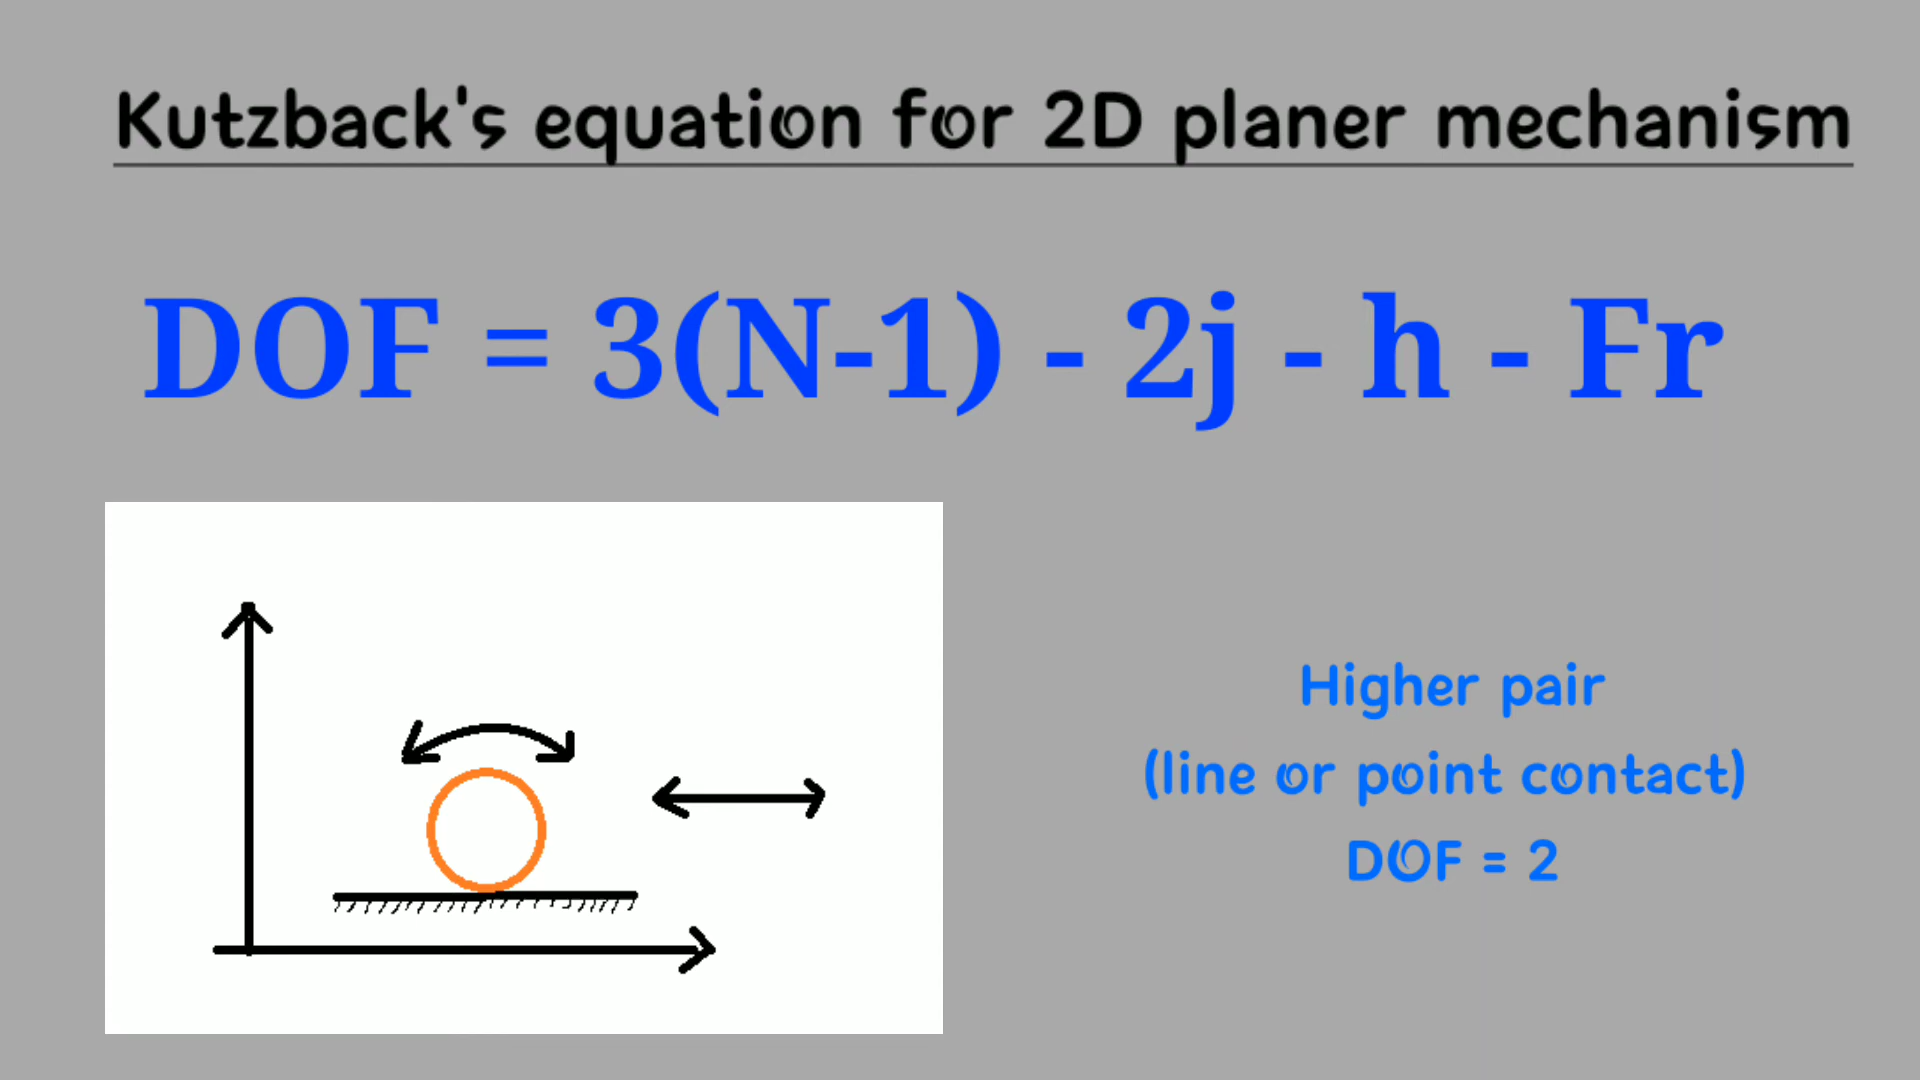 Kutzback's equation for 2D planer mechanism
DOF = 3(N-1) - 2j - h - Fr
Higher pair
(line or point contact)
DOF = 2